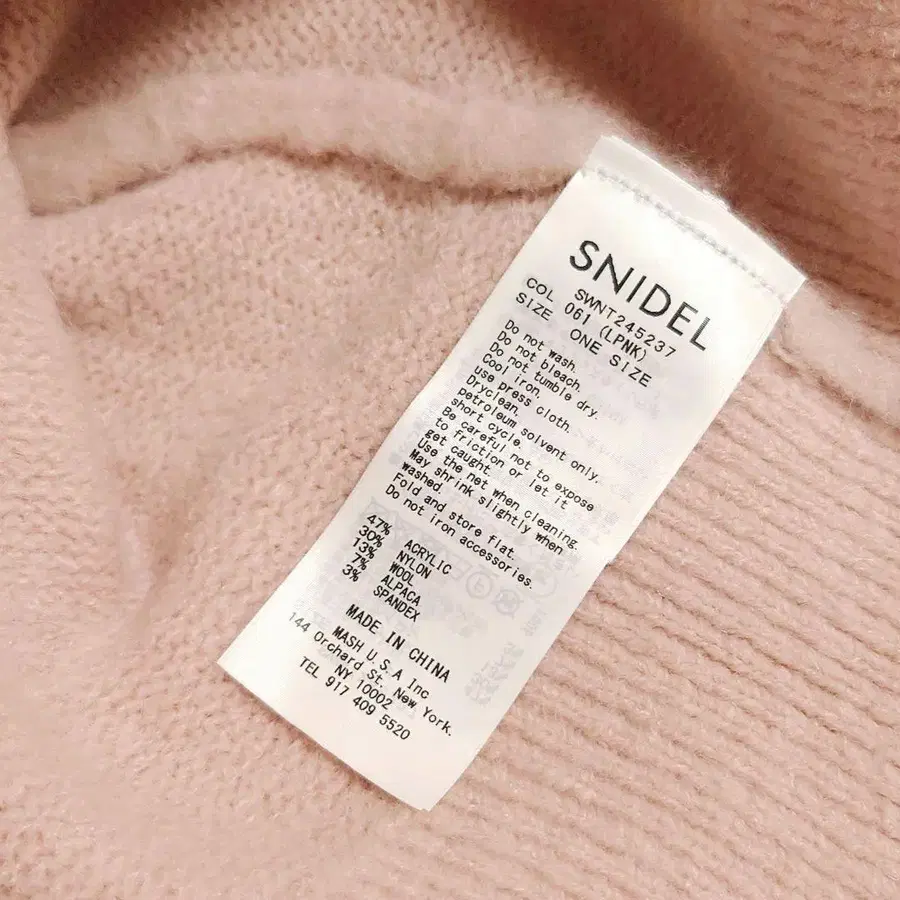 SNIDEL
SWNT245237
COL 061 (LPNK)
SIZE ONE SIZE
Do not wash.
Do not bleach.
Do not tumble dry.
Cool iron.
use press cloth.
Dryclean.
petroleum solvent only.
short cycle.
Be careful not to expose
to friction or let it
get caught.
Use the net when cleaning.
May shrink slightly when
washed.
Fold and store flat.
Do not iron accessories.
47% ACRYLIC
30% NYLON
13% WOOL
7% ALPACA
3% SPANDEX
MADE IN CHINA
MASH U.S.A Inc
144 Orchard St. New York.
NY 10002
TEL 917 409 5520